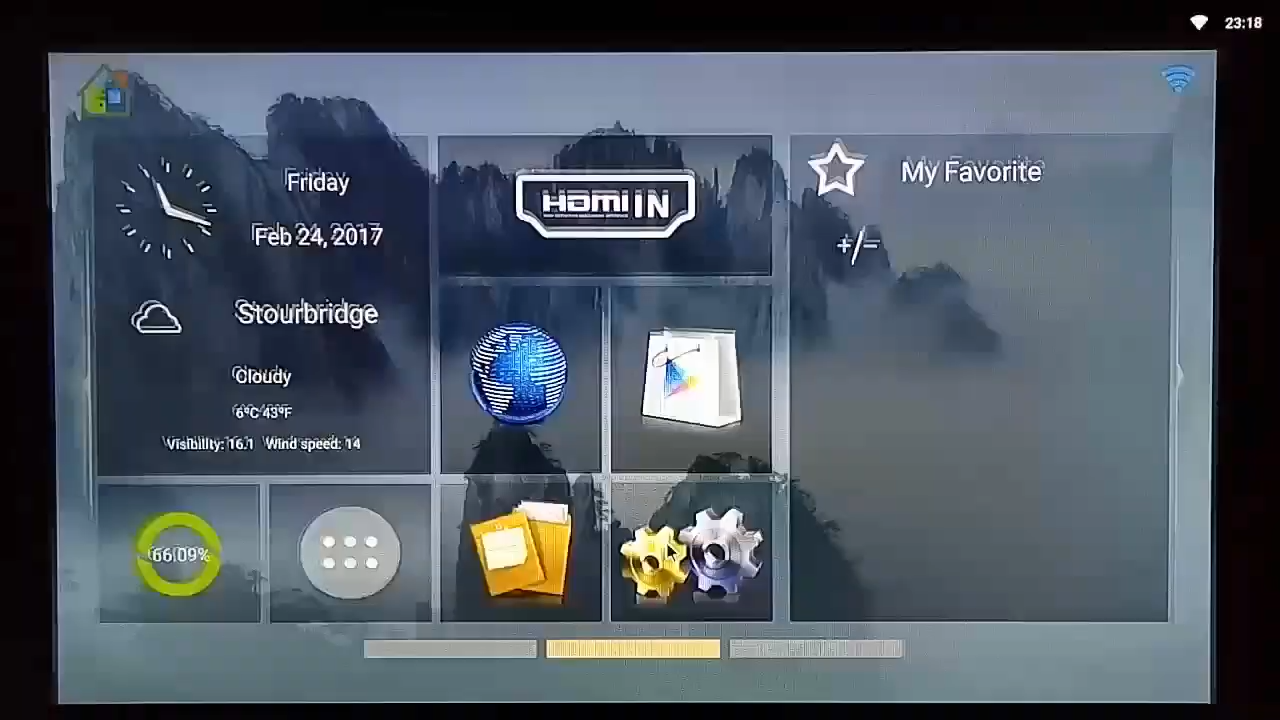 23:18
Friday
Feb 24, 2017
Stourbridge
Cloudy
6°C 43°F
Visibility: 16.1 Wind speed: 14
66.09%
HDMI IN
My Favorite
+/-